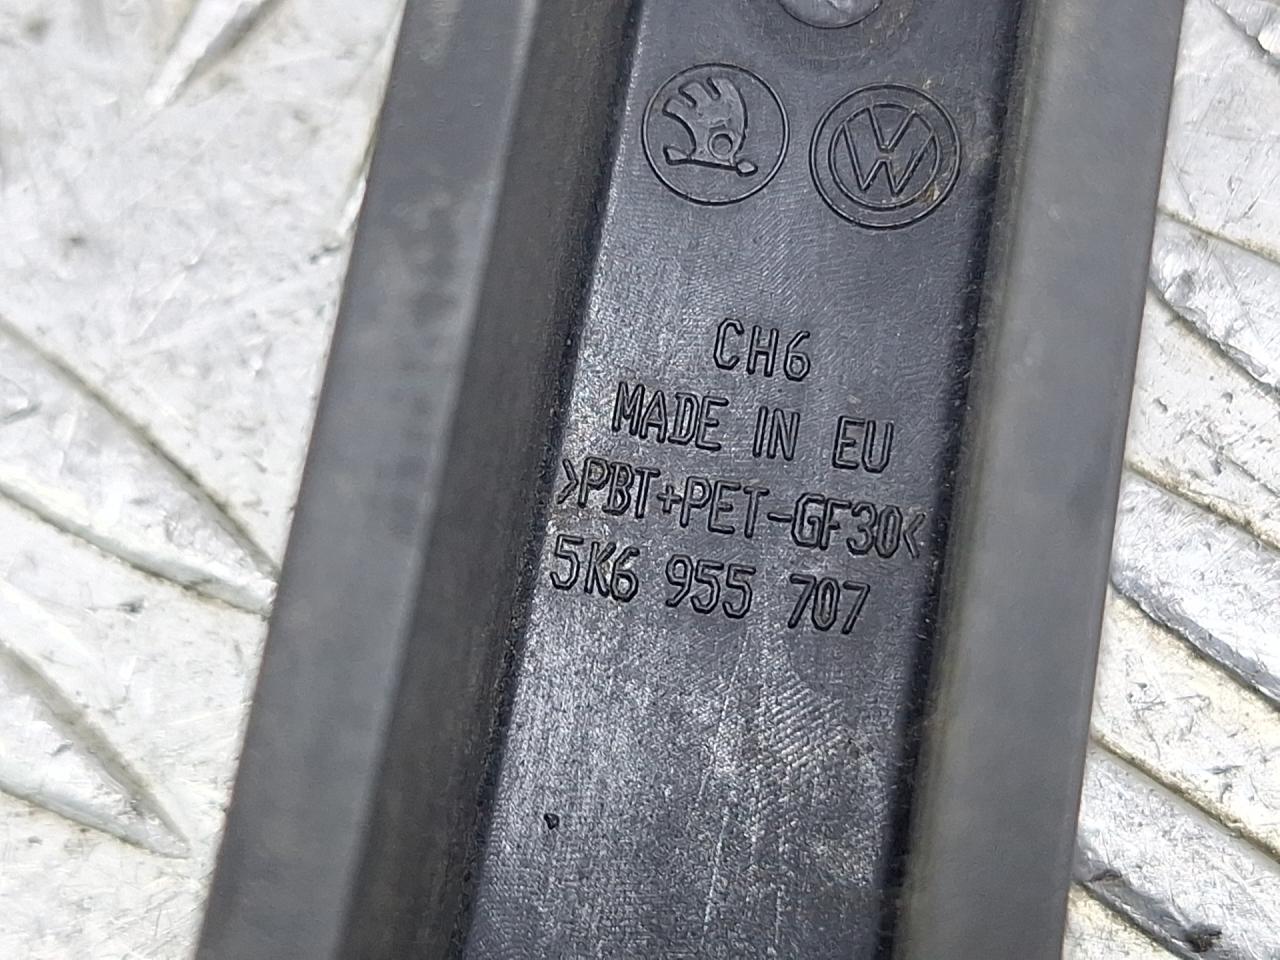 CH6
MADE IN EU
>PBT+PET-GF30<
5K6 955 707